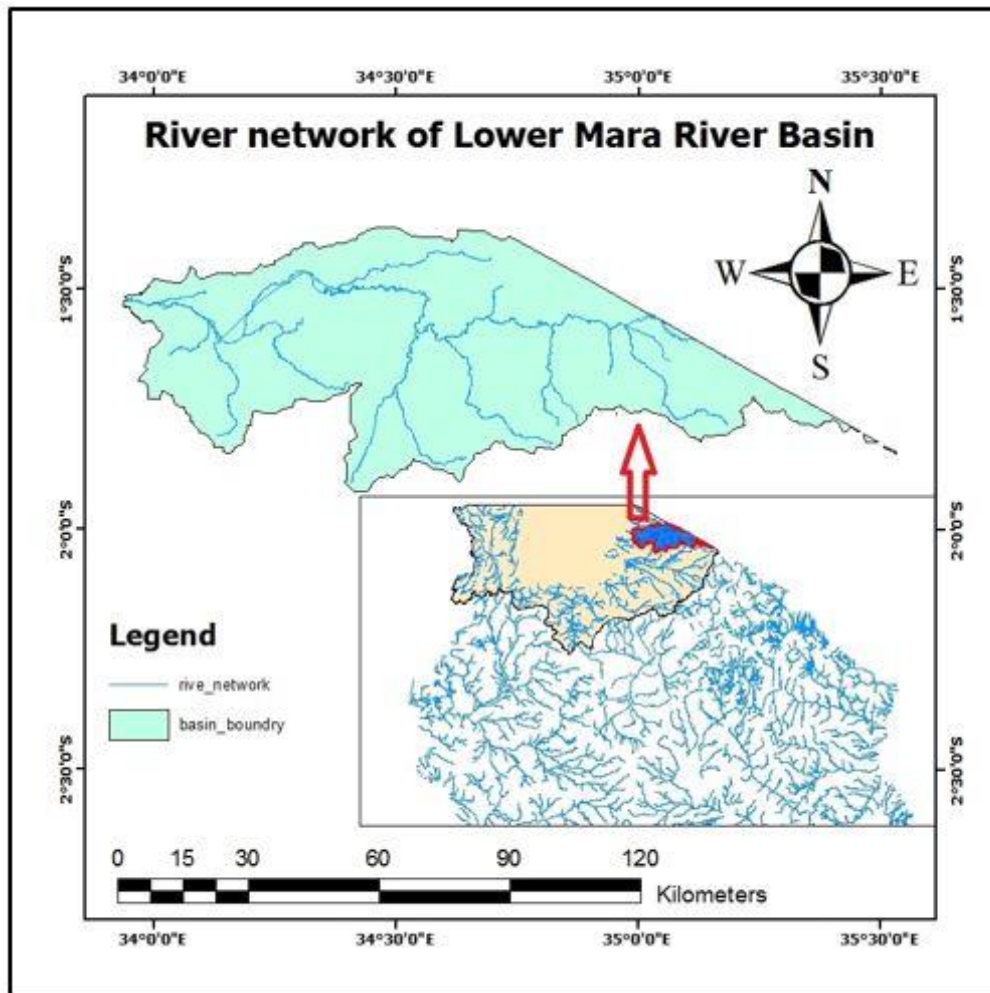 34°0'0"E 34°30'0"E 35°0'0"E 35°30'0"E
River network of Lower Mara River Basin
N
W E
S
1°30'0"S 1°30'0"S
2°0'0"S 2°0'0"S
Legend
rive_network
basin_boundry
2°30'0"S 2°30'0"S
0 15 30 60 90 120
Kilometers
34°0'0"E 34°30'0"E 35°0'0"E 35°30'0"E